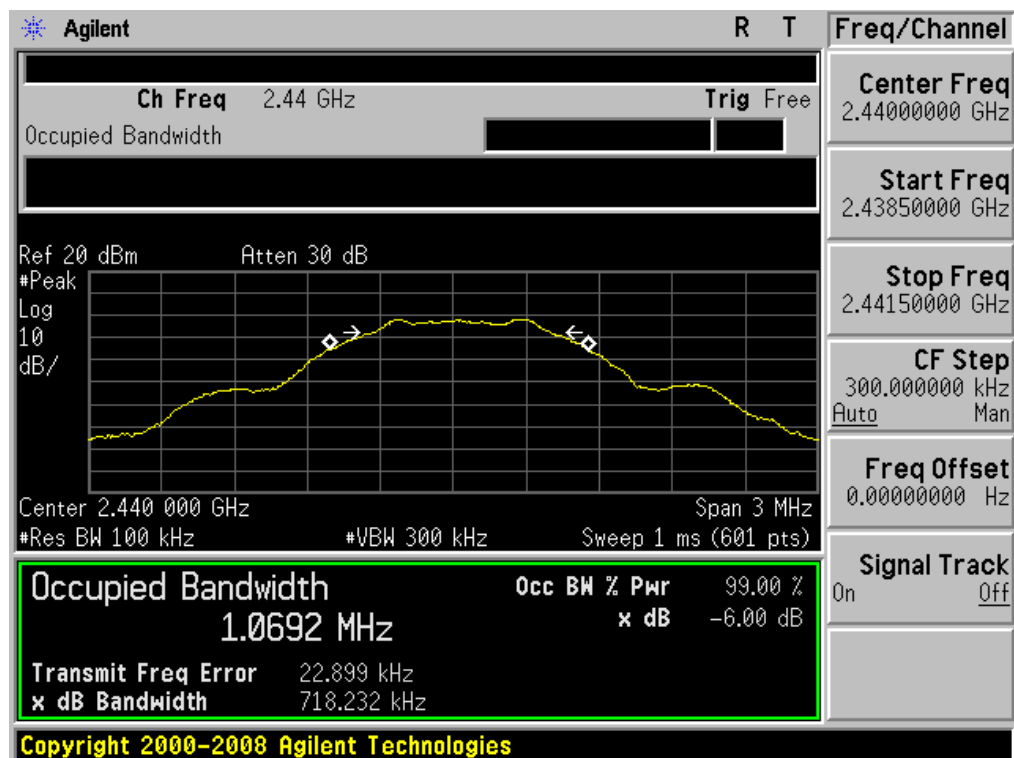 Agilent R T Freq/Channel
Ch Freq 2.44 GHz Trig Free
Occupied Bandwidth
Center Freq
2.44000000 GHz
Start Freq
2.43850000 GHz
Stop Freq
2.44150000 GHz
CF Step
300.000000 kHz
Auto Man
Freq Offset
0.00000000 Hz
Signal Track
On Off
Ref 20 dBm Atten 30 dB
#Peak
Log
10
dB/
Center 2.440 000 GHz Span 3 MHz
#Res BW 100 kHz #VBW 300 kHz Sweep 1 ms (601 pts)
Occupied Bandwidth Occ BW % Pwr 99.00 %
1.0692 MHz x dB -6.00 dB
Transmit Freq Error 22.899 kHz
x dB Bandwidth 718.232 kHz
Copyright 2000-2008 Agilent Technologies